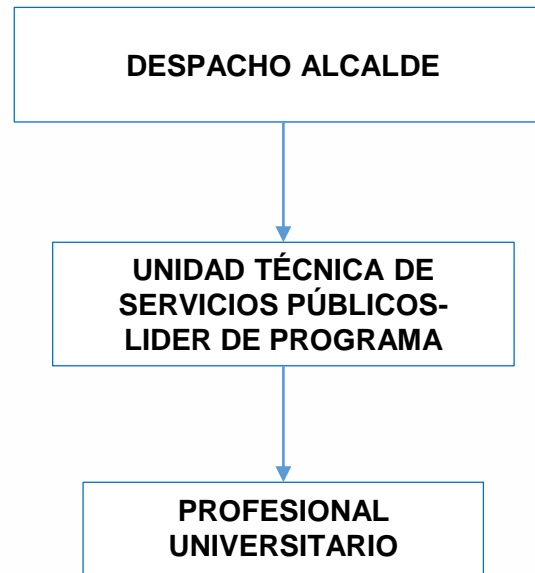 DESPACHO ALCALDE
UNIDAD TÉCNICA DE
SERVICIOS PÚBLICOS-
LIDER DE PROGRAMA
PROFESIONAL
UNIVERSITARIO